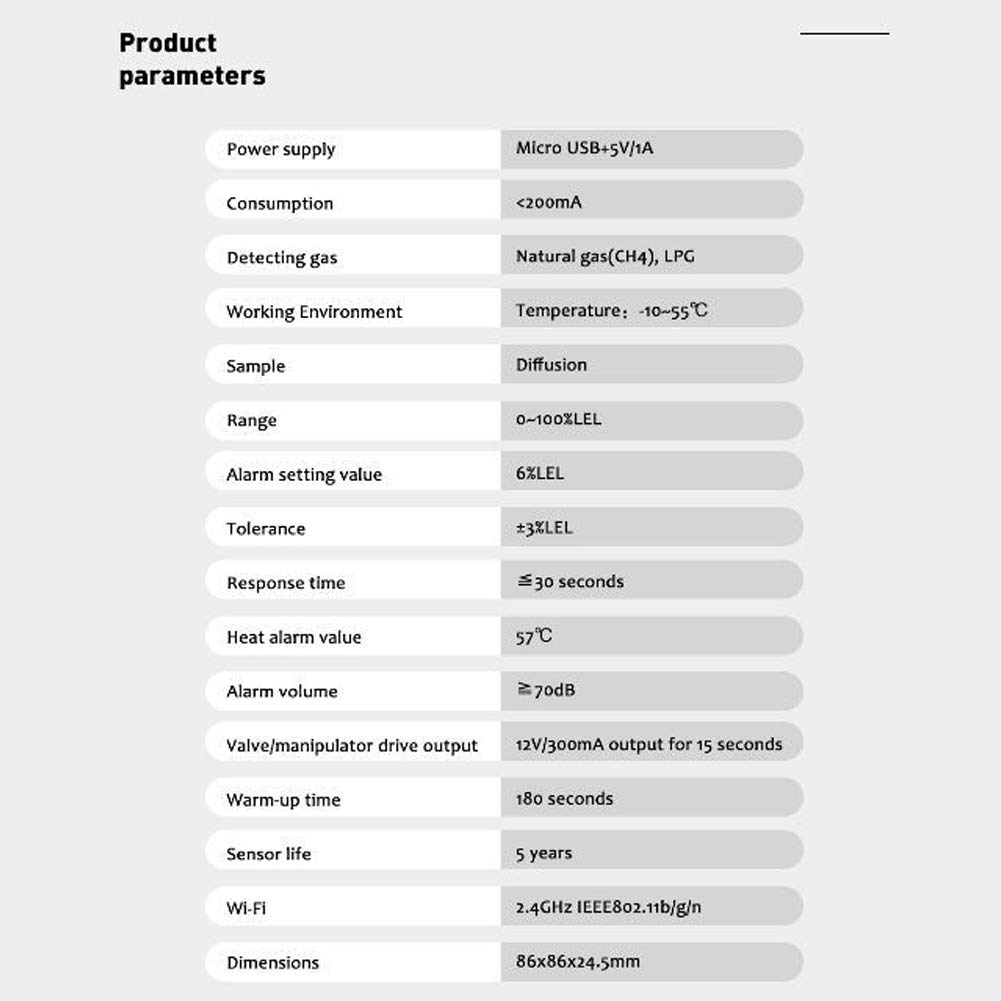 Product
parameters
Power supply
Micro USB+5V/1A
Consumption
<200mA
Detecting gas
Natural gas(CH4), LPG
Working Environment
Temperature：-10~55℃
Sample
Diffusion
Range
0~100%LEL
Alarm setting value
6%LEL
Tolerance
±3%LEL
Response time
≦30 seconds
Heat alarm value
57℃
Alarm volume
≧70dB
Valve/manipulator drive output
12V/300mA output for 15 seconds
Warm-up time
180 seconds
Sensor life
5 years
Wi-Fi
2.4GHz IEEE802.11b/g/n
Dimensions
86x86x24.5mm